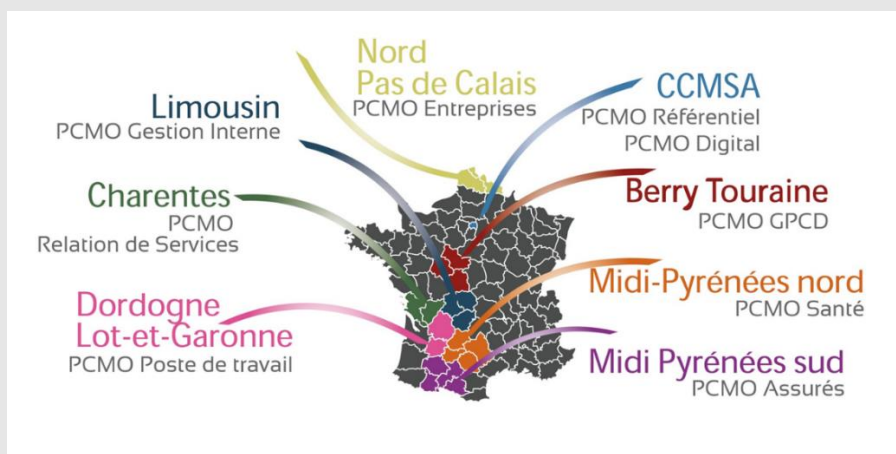 Nord
Pas de Calais
PCMO Entreprises
CCMSA
PCMO Référentiel
PCMO Digital
Limousin
PCMO Gestion Interne
Charentes
PCMO
Relation de Services
Berry Touraine
PCMO GPCD
Midi-Pyrénées nord
PCMO Santé
Dordogne
Lot-et-Garonne
PCMO Poste de travail
Midi Pyrénées sud
PCMO Assurés